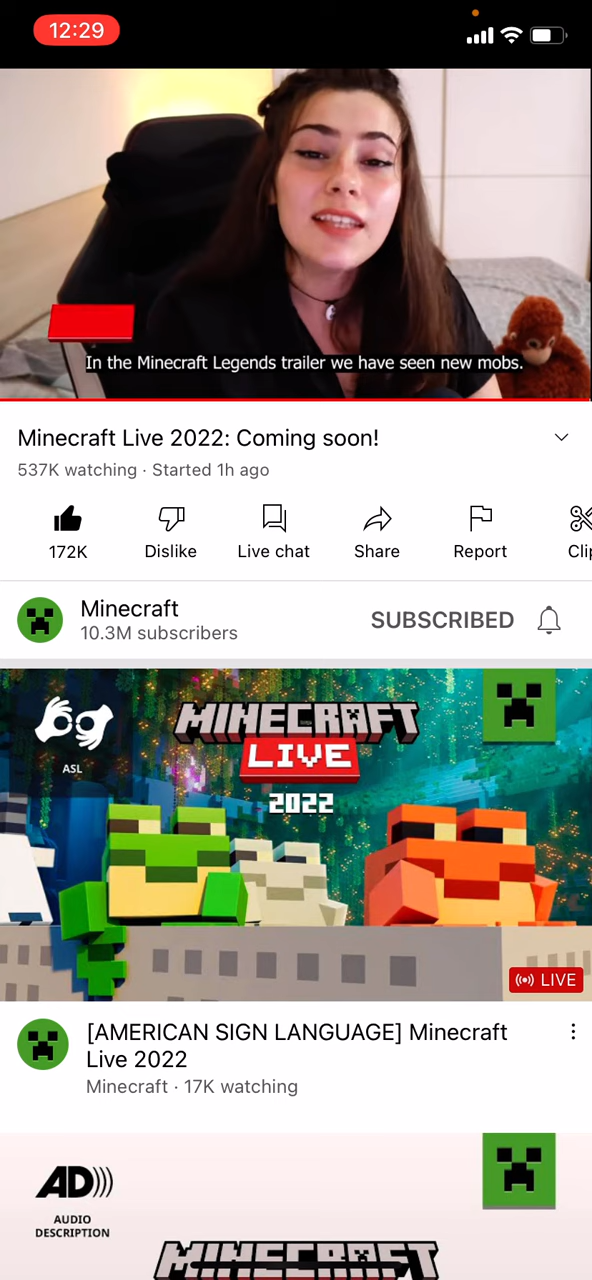 12:29
In the Minecraft Legends trailer we have seen new mobs.
Minecraft Live 2022: Coming soon!
537K watching · Started 1h ago
172K Dislike Live chat Share Report Clip
Minecraft
10.3M subscribers
SUBSCRIBED
ASL
MINECRAFT
LIVE
2022
LIVE
[AMERICAN SIGN LANGUAGE] Minecraft
Live 2022
Minecraft · 17K watching
AD
AUDIO
DESCRIPTION
MINECRAFT